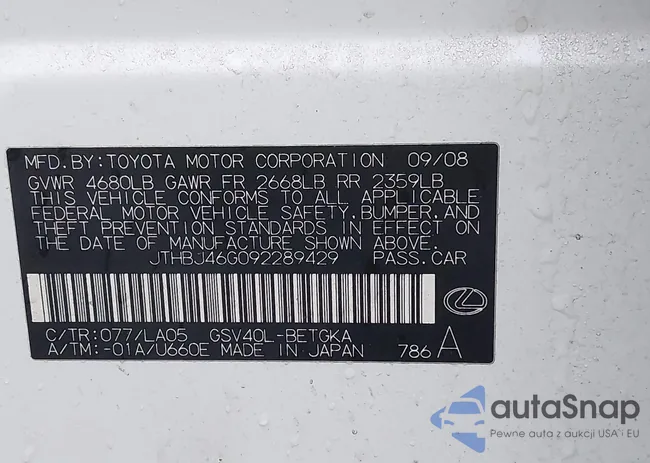 MFD.BY:TOYOTA MOTOR CORPORATION 09/08
GVWR 4680LB GAWR FR 2668LB RR 2359LB
THIS VEHICLE CONFORMS TO ALL APPLICABLE
FEDERAL MOTOR VEHICLE SAFETY,BUMPER,AND
THEFT PREVENTION STANDARDS IN EFFECT ON
THE DATE OF MANUFACTURE SHOWN ABOVE.
JTHBJ46G092289429 PASS.CAR
C/TR:077/LA05 GSV40L-BETGKA
A/TM:-01A/U660E MADE IN JAPAN 786 A
autaSnap
Pewne auta z aukcji USA i EU